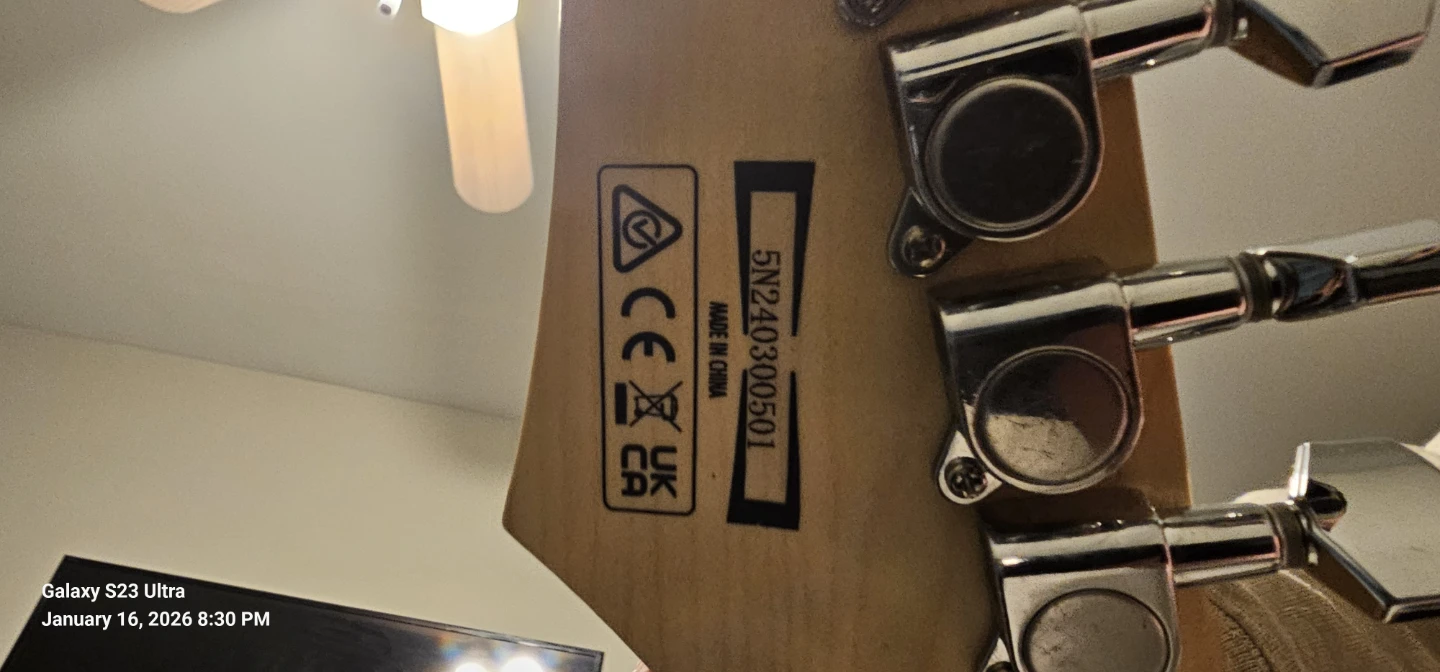 5N240300501
MADE IN CHINA
CE
UK
CA
Galaxy S23 Ultra
January 16, 2026 8:30 PM